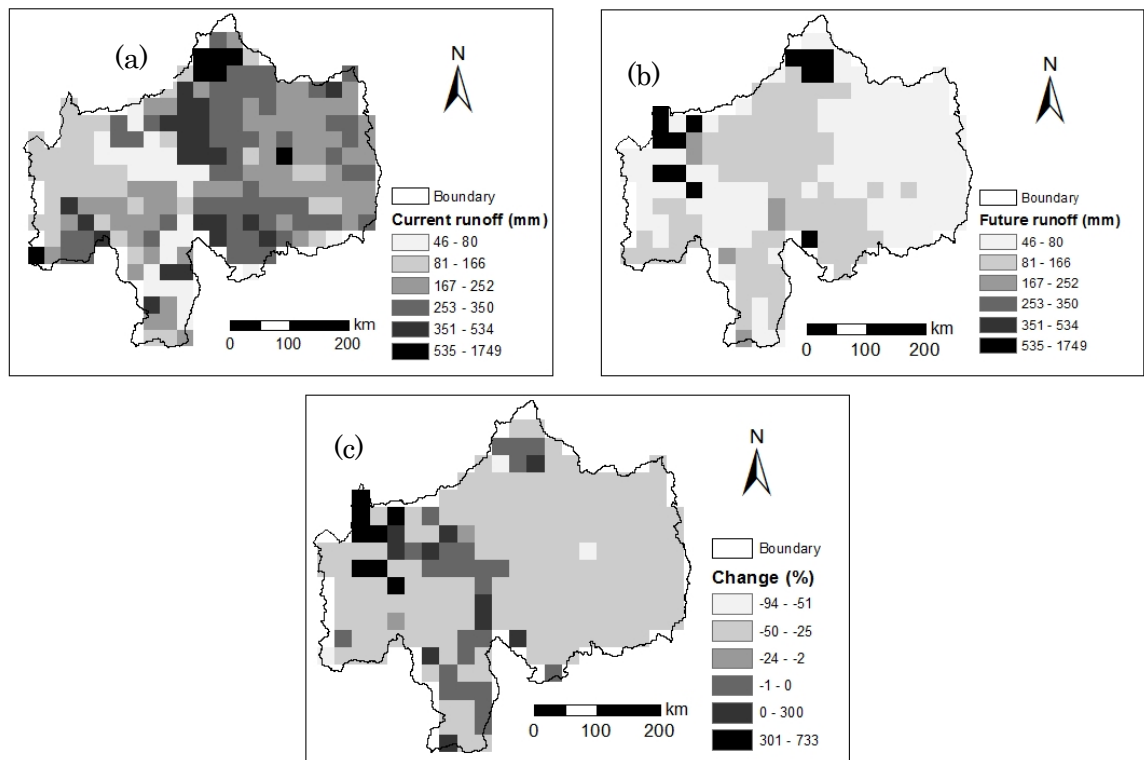 (a)
N
Boundary
Current runoff (mm)
46 - 80
81 - 166
167 - 252
253 - 350
351 - 534
535 - 1749
km
0 100 200
(b)
N
Boundary
Future runoff (mm)
46 - 80
81 - 166
167 - 252
253 - 350
351 - 534
535 - 1749
km
0 100 200
(c)
N
Boundary
Change (%)
-94 - -51
-50 - -25
-24 - -2
-1 - 0
0 - 300
301 - 733
km
0 100 200